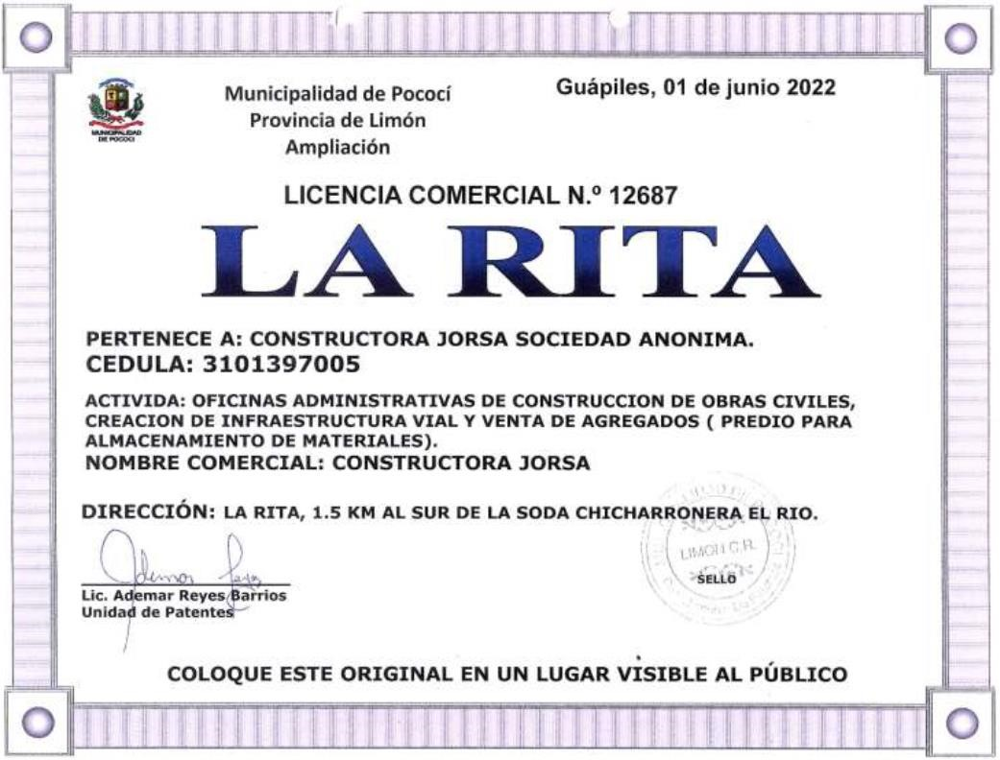 MUNICIPALIDAD
DE POCOCI
Municipalidad de Pococí
Provincia de Limón
Ampliación
Guápiles, 01 de junio 2022
LICENCIA COMERCIAL N.º 12687
LA RITA
PERTENECE A: CONSTRUCTORA JORSA SOCIEDAD ANONIMA.
CEDULA: 3101397005
ACTIVIDA: OFICINAS ADMINISTRATIVAS DE CONSTRUCCION DE OBRAS CIVILES,
CREACION DE INFRAESTRUCTURA VIAL Y VENTA DE AGREGADOS ( PREDIO PARA
ALMACENAMIENTO DE MATERIALES).
NOMBRE COMERCIAL: CONSTRUCTORA JORSA
DIRECCIÓN: LA RITA, 1.5 KM AL SUR DE LA SODA CHICHARRONERA EL RIO.
LIMON C.R.
SELLO
Lic. Ademar Reyes Barrios
Unidad de Patentes
COLOQUE ESTE ORIGINAL EN UN LUGAR VISIBLE AL PÚBLICO